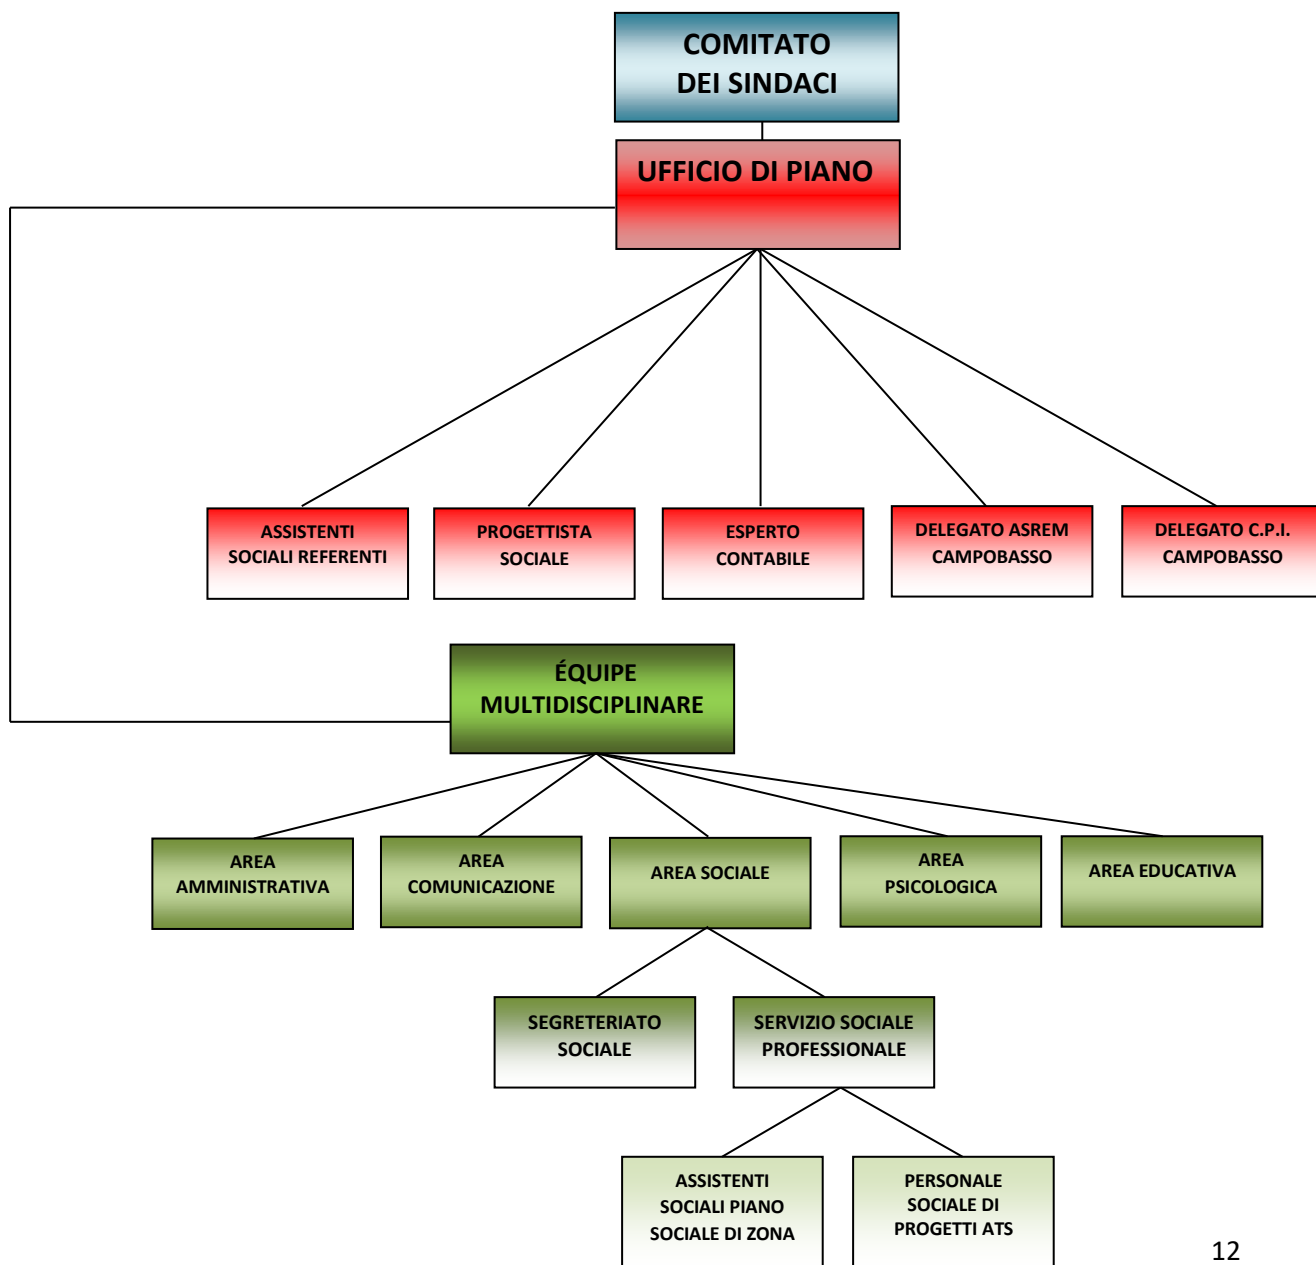 COMITATO
DEI SINDACI
UFFICIO DI PIANO
ASSISTENTI
SOCIALI REFERENTI
PROGETTISTA
SOCIALE
ESPERTO
CONTABILE
DELEGATO ASREM
CAMPOBASSO
DELEGATO C.P.I.
CAMPOBASSO
ÉQUIPE
MULTIDISCIPLINARE
AREA
AMMINISTRATIVA
AREA
COMUNICAZIONE
AREA SOCIALE
AREA
PSICOLOGICA
AREA EDUCATIVA
SEGRETERIATO
SOCIALE
SERVIZIO SOCIALE
PROFESSIONALE
ASSISTENTI
SOCIALI PIANO
SOCIALE DI ZONA
PERSONALE
SOCIALE DI
PROGETTI ATS
12